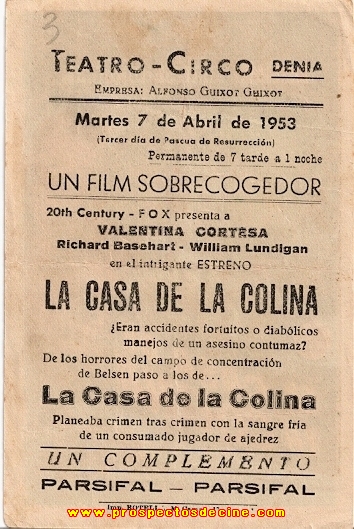 3
TEATRO-CIRCO DENIA
EMPRESA: ALFONSO GUIXOT GUIXOT
Martes 7 de Abril de 1953
(Tercer día de Pascua de Resurrección)
Permanente de 7 tarde a 1 noche
UN FILM SOBRECOGEDOR
20th Century - FOX presenta a
VALENTINA CORTESA
Richard Basehart - William Lundigan
en el intrigante ESTRENO
LA CASA DE LA COLINA
¿Eran accidentes fortuitos o diabólicos
manejos de un asesino contumaz?
De los horrores del campo de concentración
de Belsen paso a los de...
La Casa de la Colina
Planeaba crimen tras crimen con la sangre fría
de un consumado jugador de ajedrez
UN COMPLEMENTO
PARSIFAL - PARSIFAL
Imp.
www.prospectosdecine.com